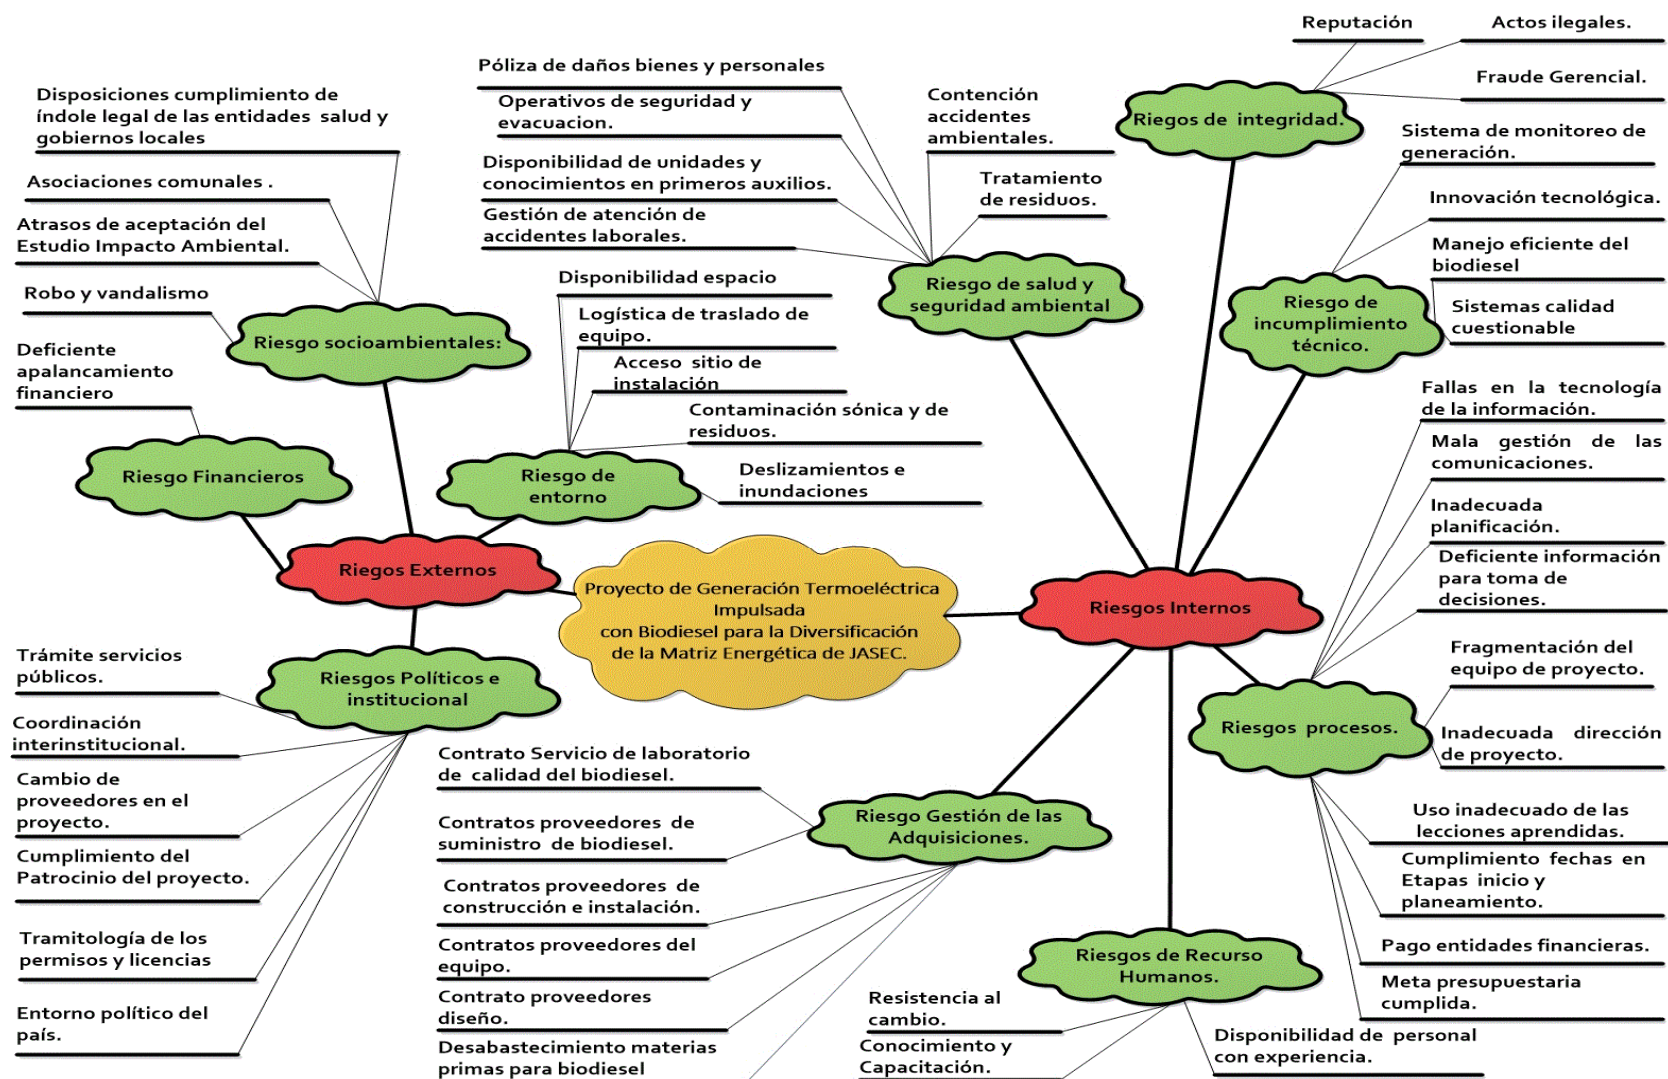 Reputación
Actos ilegales.
Fraude Gerencial.
Riegos de integridad.
Póliza de daños bienes y personales
Operativos de seguridad y
evacuacion.
Disponibilidad de unidades y
conocimientos en primeros auxilios.
Gestión de atención de
accidentes laborales.
Contención
accidentes
ambientales.
Tratamiento
de residuos.
Riesgo de salud y
seguridad ambiental
Disposiciones cumplimiento de
índole legal de las entidades salud y
gobiernos locales
Asociaciones comunales .
Atrasos de aceptación del
Estudio Impacto Ambiental.
Robo y vandalismo
Riesgo socioambientales:
Deficiente
apalancamiento
financiero
Riesgo Financieros
Disponibilidad espacio
Logística de traslado de
equipo.
Acceso sitio de
instalación
Contaminación sónica y de
residuos.
Deslizamientos e
inundaciones
Riesgo de
entorno
Sistema de monitoreo de
generación.
Innovación tecnológica.
Manejo eficiente del
biodiesel
Sistemas calidad
cuestionable
Riesgo de
incumplimiento
técnico.
Riegos Externos
Proyecto de Generación Termoeléctrica
Impulsada
con Biodiesel para la Diversificación
de la Matriz Energética de JASEC.
Riesgos Internos
Fallas en la tecnología
de la información.
Mala gestión de las
comunicaciones.
Inadecuada
planificación.
Deficiente información
para toma de
decisiones.
Fragmentación del
equipo de proyecto.
Inadecuada dirección
de proyecto.
Riesgos procesos.
Uso inadecuado de las
lecciones aprendidas.
Cumplimiento fechas en
Etapas inicio y
planeamiento.
Pago entidades financieras.
Meta presupuestaria
cumplida.
Riesgos Políticos e
institucional
Trámite servicios
públicos.
Coordinación
interinstitucional.
Cambio de
proveedores en el
proyecto.
Cumplimiento del
Patrocinio del proyecto.
Tramitología de los
permisos y licencias
Entorno político del
país.
Contrato Servicio de laboratorio
de calidad del biodiesel.
Contratos proveedores de
suministro de biodiesel.
Contratos proveedores de
construcción e instalación.
Contratos proveedores del
equipo.
Contrato proveedores
diseño.
Desabastecimiento materias
primas para biodiesel
Riesgo Gestión de las
Adquisiciones.
Riesgos de Recurso
Humanos.
Resistencia al
cambio.
Conocimiento y
Capacitación.
Disponibilidad de personal
con experiencia.